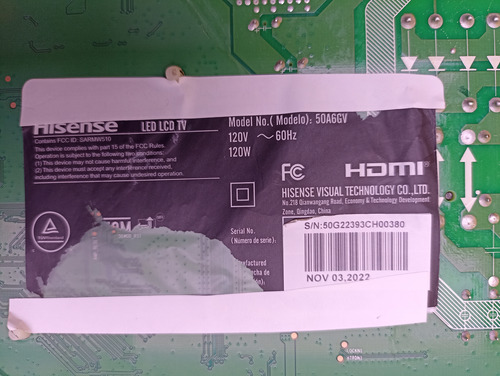 Hisense LED LCD TV
Contains FCC ID: SARMW510
This device complies with part 15 of the FCC Rules.
Operation is subject to the following two conditions:
(1) This device may not cause harmful interference, and
(2) This device must accept any interference received,
including interference that may cause undesired operation.
Model No.( Modelo): 50A6GV
120V ～ 60Hz
120W
FC HDMI
HISENSE VISUAL TECHNOLOGY CO.,LTD.
No.218 Qianwangang Road, Economy & Technology Development
Zone, Qingdao, China
Serial No.
(Número de serie):
S/N:50G22393CH00380
NOV 03,2022